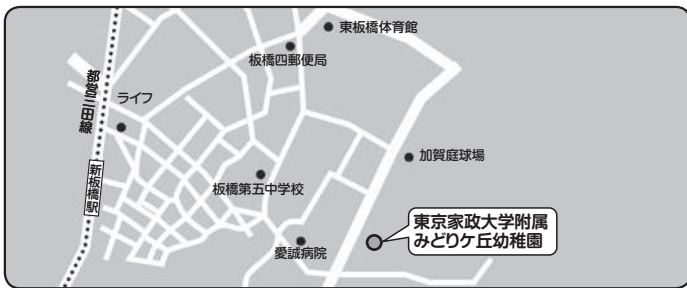 東板橋体育館
板橋四郵便局
都営三田線
ライフ
加賀庭球場
新板橋駅
板橋第五中学校
東京家政大学附属
みどりケ丘幼稚園
愛誠病院